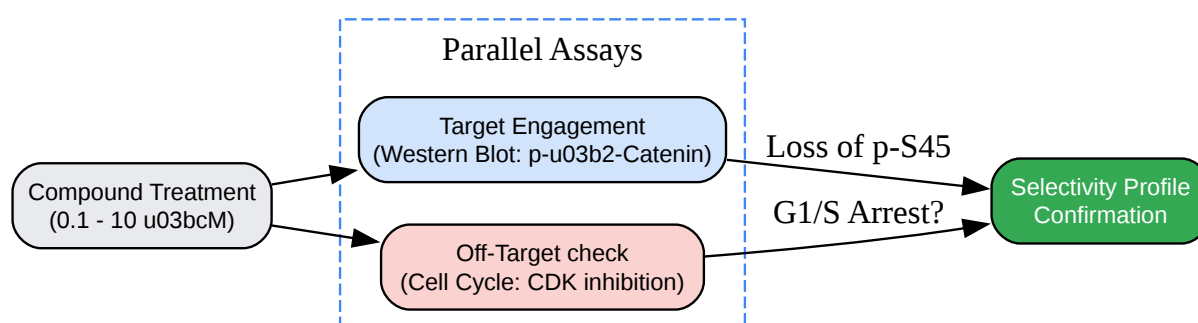 Parallel Assays
Compound Treatment
(0.1 - 10 u03bcM)
Target Engagement
(Western Blot: p-u03b2-Catenin)
Off-Target check
(Cell Cycle: CDK inhibition)
Loss of p-S45
G1/S Arrest?
Selectivity Profile
Confirmation